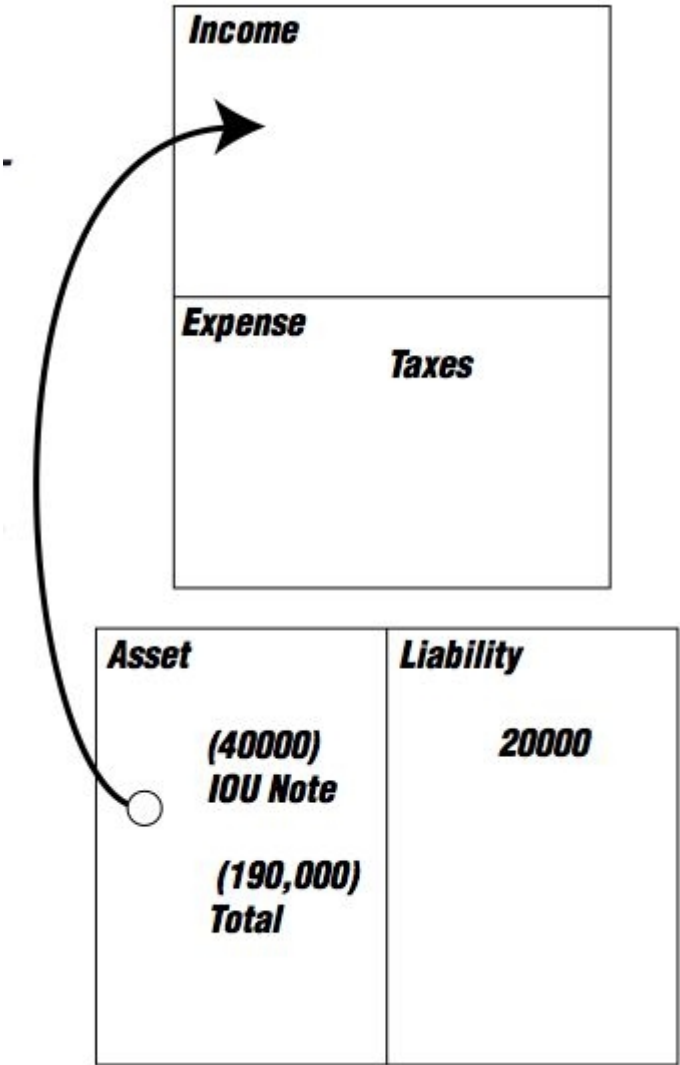 Income
Expense
Taxes
Asset
(40000)
IOU Note
(190,000)
Total
Liability
20000